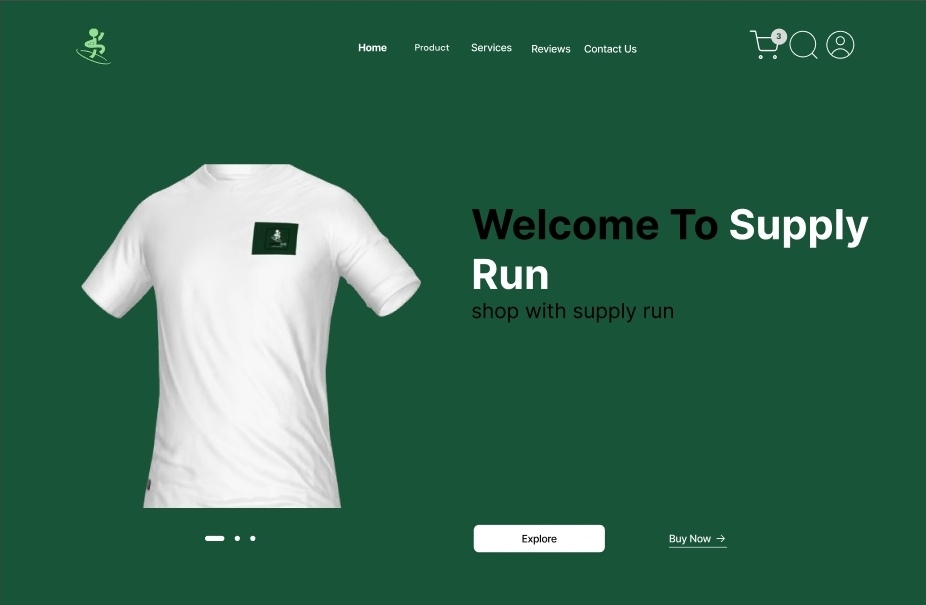 Home Product Services Reviews Contact Us 3
Welcome To Supply
Run
shop with supply run
Explore Buy Now →